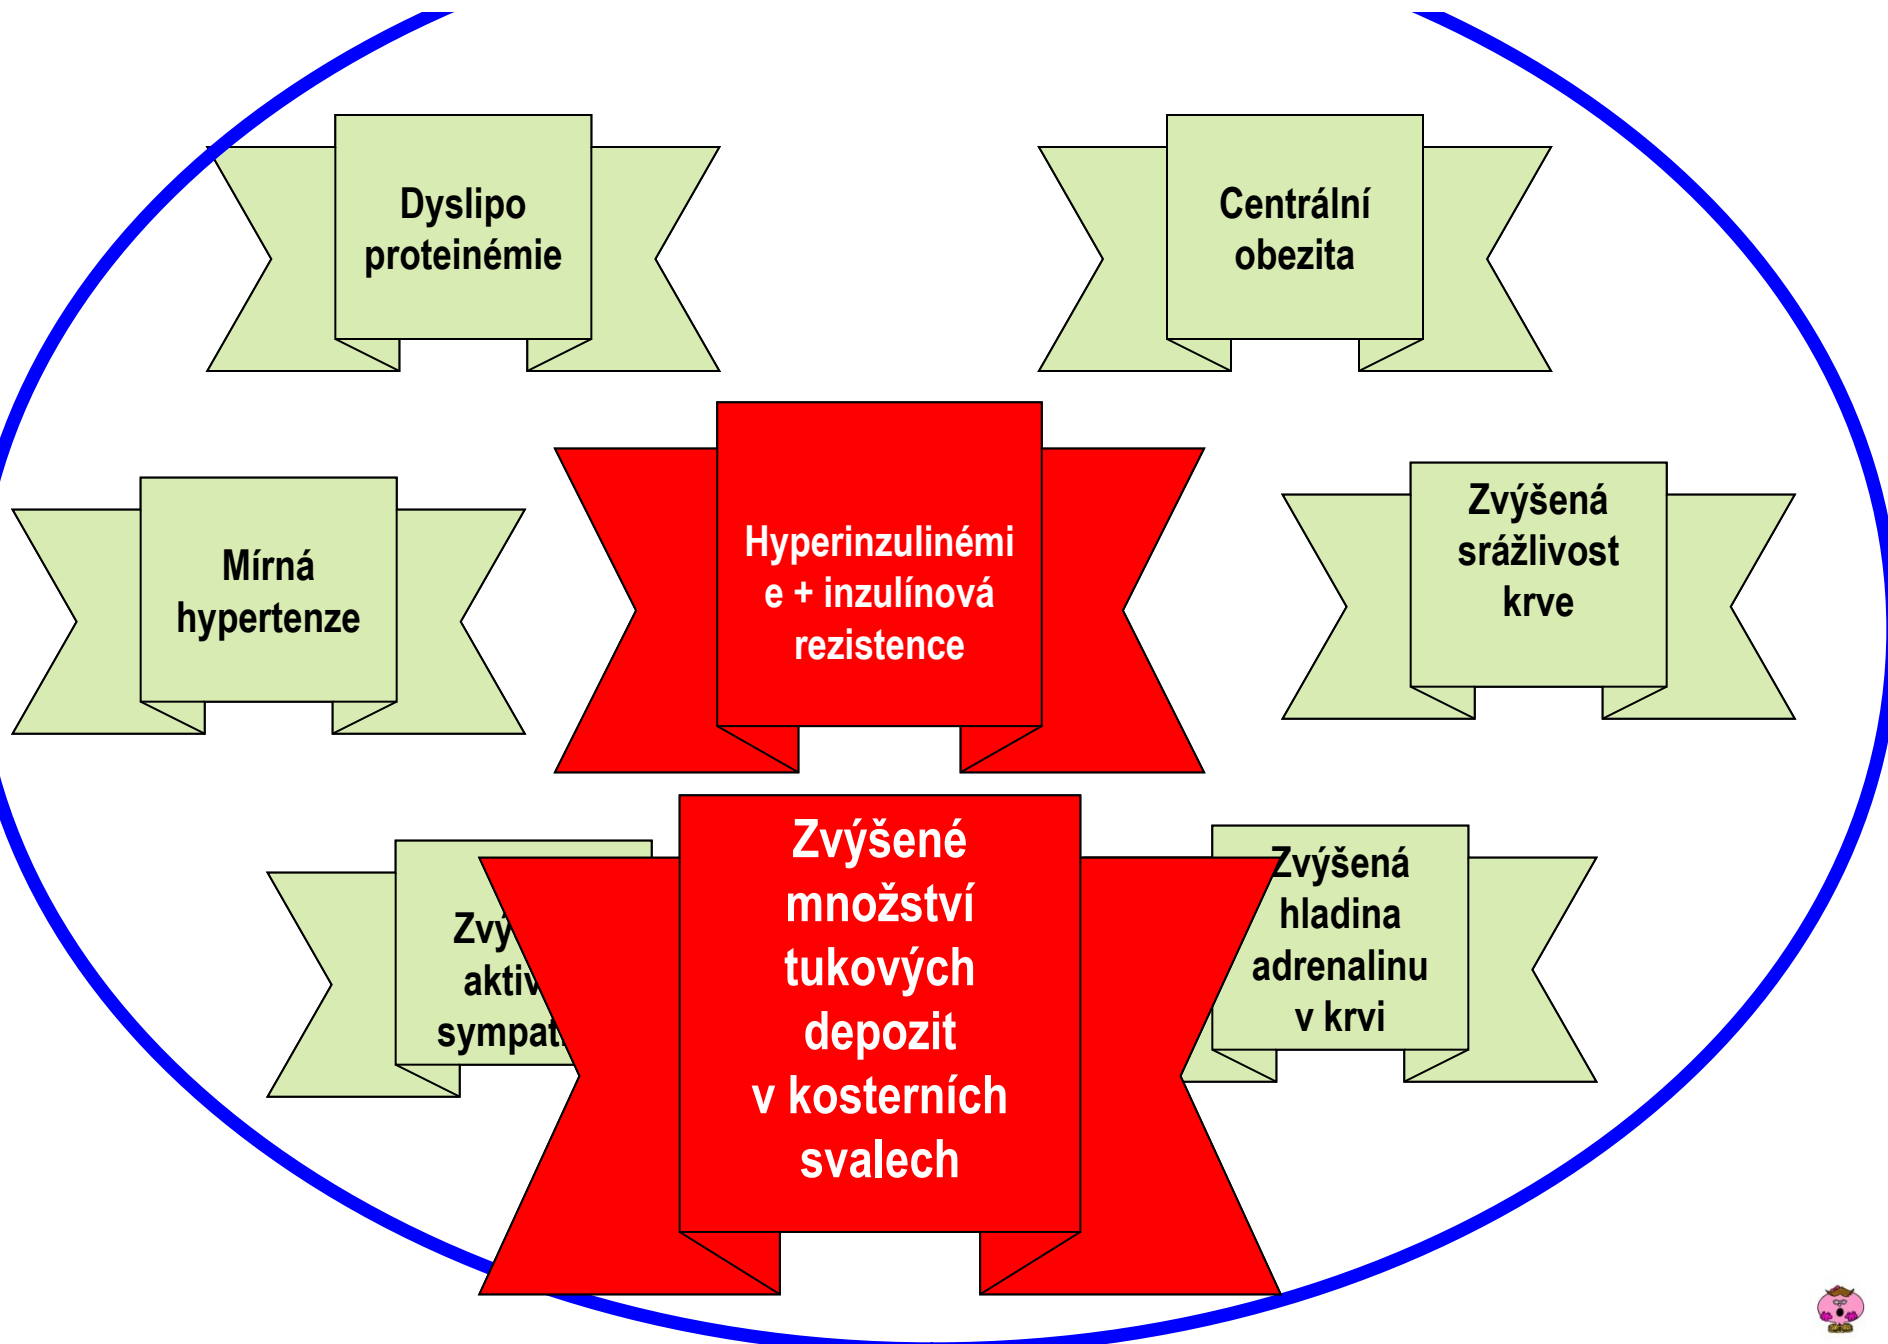 Dyslipo
proteinémie
Centrální
obezita
Mírná
hypertenze
Hyperinzulinémi
e + inzulínová
rezistence
Zvýšená
srážlivost
krve
Zvýšené
množství
tukových
depozit
v kosterních
svalech
Zvýšená
hladina
adrenalinu
v krvi